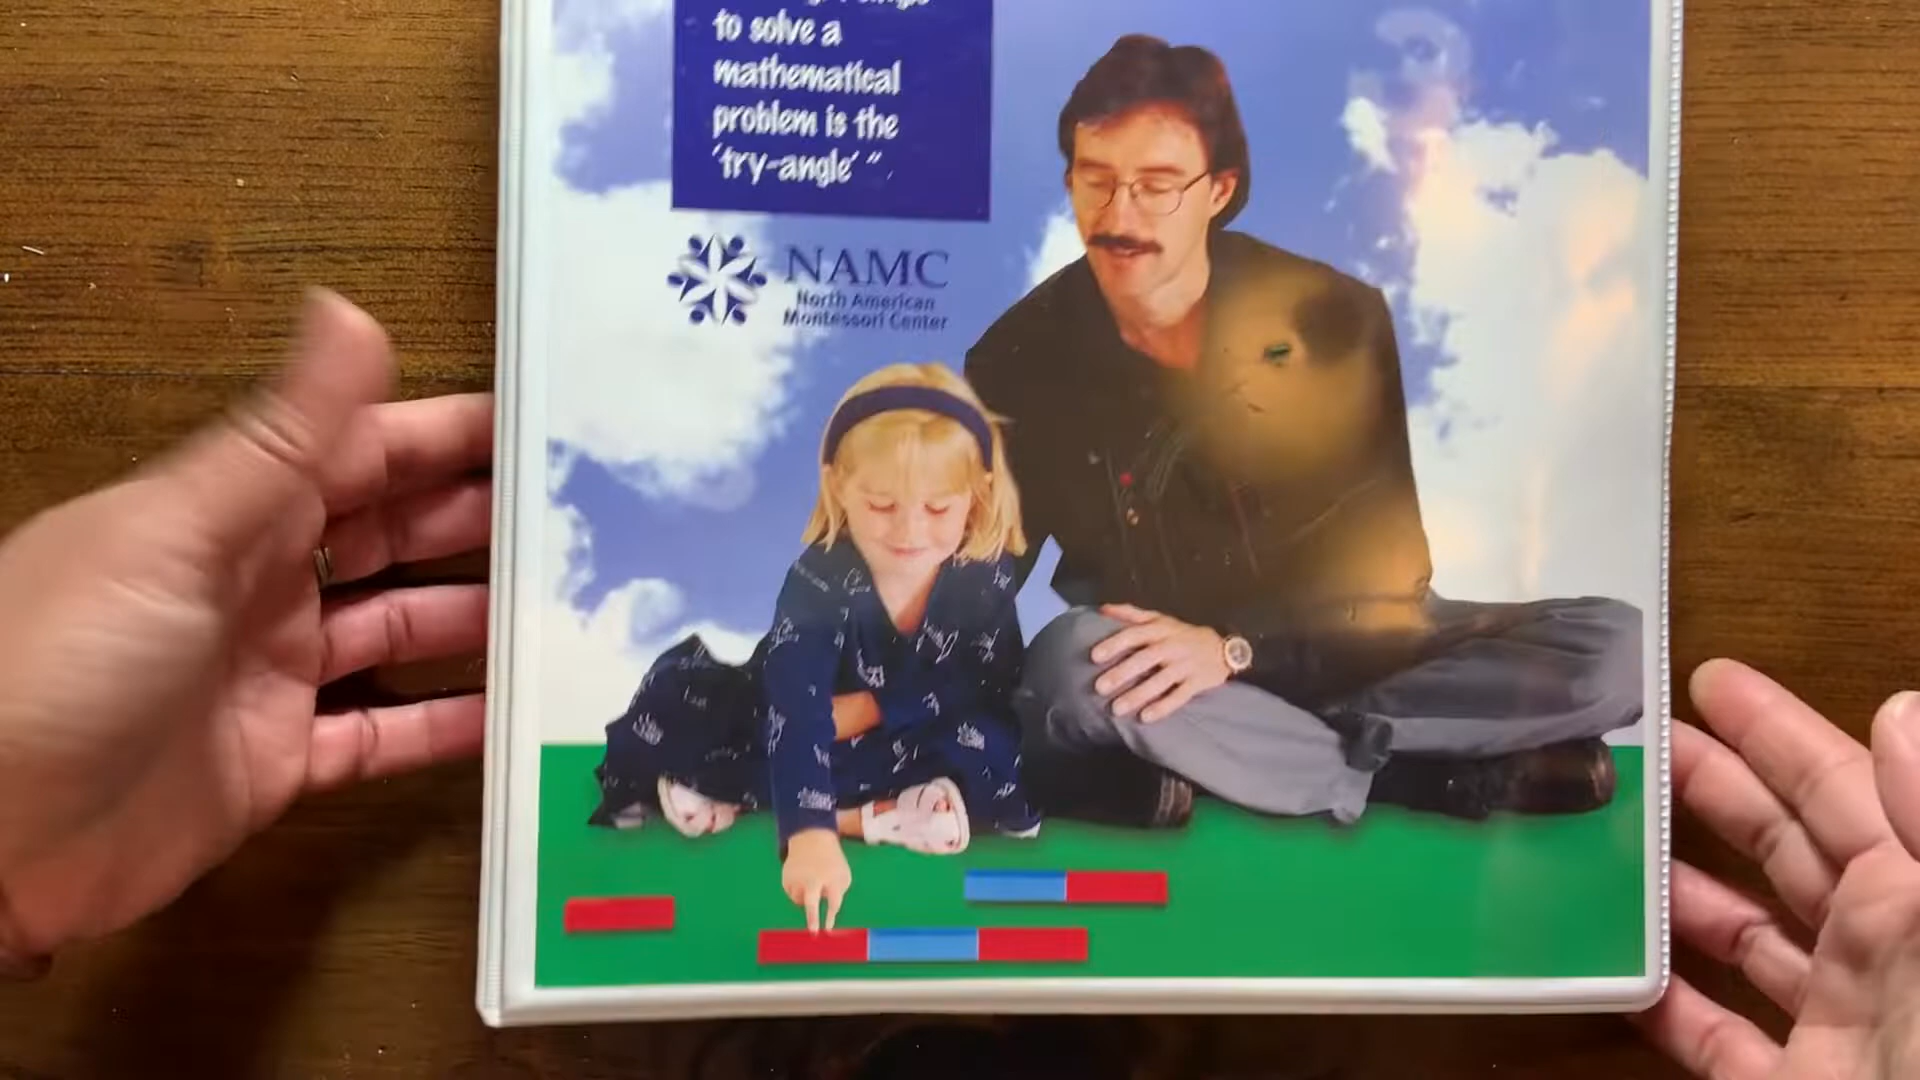 to solve a
mathematical
problem is the
'try-angle' ”
NAMC
North American
Montessori Center